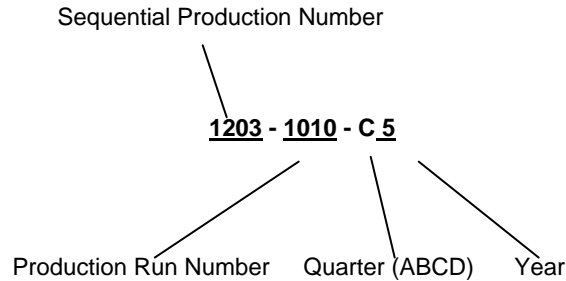 Sequential Production Number
1203 - 1010 - C 5
Production Run Number Quarter (ABCD) Year